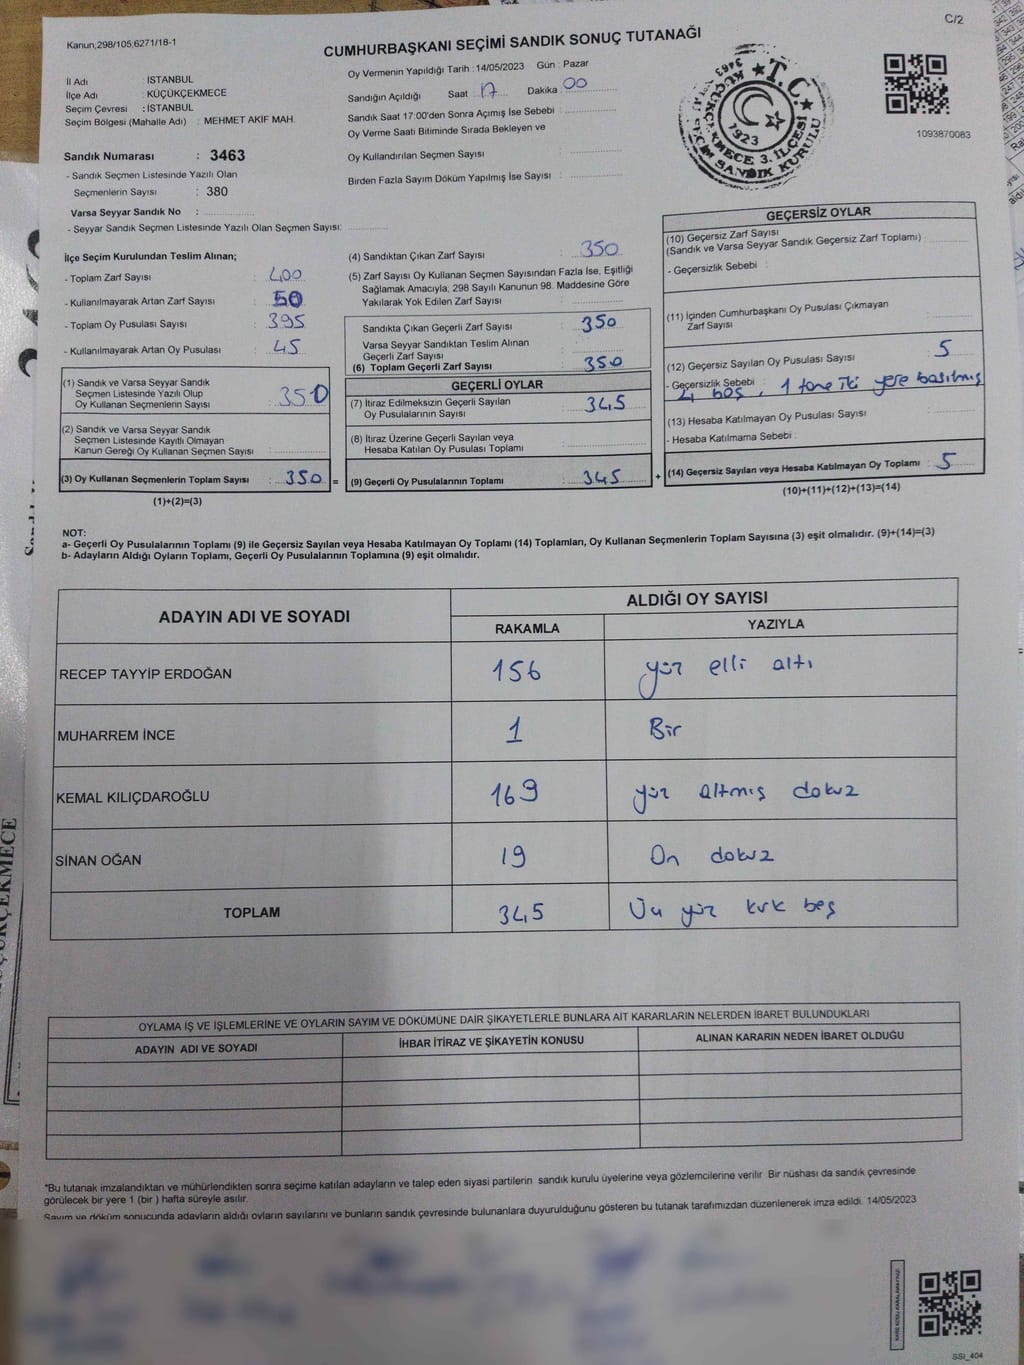 C/2
Kanun,298/105,6271/18-1
CUMHURBAŞKANI SEÇİMİ SANDIK SONUÇ TUTANAĞI
İl Adı : İSTANBUL
İlçe Adı : KÜÇÜKÇEKMECE
Seçim Çevresi : İSTANBUL
Seçim Bölgesi (Mahalle Adı) : MEHMET AKİF MAH.
Sandık Numarası : 3463
- Sandık Seçmen Listesinde Yazılı Olan
Seçmenlerin Sayısı : 380
Varsa Seyyar Sandık No :
- Seyyar Sandık Seçmen Listesinde Yazılı Olan Seçmen Sayısı:
Oy Vermenin Yapıldığı Tarih : 14/05/2023 Gün : Pazar
Sandığın Açıldığı Saat 17 Dakika 00
Sandık Saat 17:00'den Sonra Açımış İse Sebebi :
Oy Verme Saati Bitiminde Sırada Bekleyen ve
Oy Kullandırılan Seçmen Sayısı
Birden Fazla Sayım Döküm Yapılmış İse Sayısı :
T.C.
3463
1923
KÜÇÜKÇEKMECE 3. İLÇESİ
SEÇİM SANDIK KURULU
1093870083
İlçe Seçim Kurulundan Teslim Alınan;
- Toplam Zarf Sayısı : 400
- Kullanılmayarak Artan Zarf Sayısı : 50
- Toplam Oy Pusulası Sayısı : 395
- Kullanılmayarak Artan Oy Pusulası : 45
(1) Sandık ve Varsa Seyyar Sandık
Seçmen Listesinde Yazılı Olup
Oy Kullanan Seçmenlerin Sayısı : 350
(2) Sandık ve Varsa Seyyar Sandık
Seçmen Listesinde Kayıtlı Olmayan
Kanun Gereği Oy Kullanan Seçmen Sayısı :
(3) Oy Kullanan Seçmenlerin Toplam Sayısı : 350 =
(1)+(2)=(3)
(4) Sandıktan Çıkan Zarf Sayısı : 350
(5) Zarf Sayısı Oy Kullanan Seçmen Sayısından Fazla İse, Eşitliği
Sağlamak Amacıyla, 298 Sayılı Kanunun 98. Maddesine Göre
Yakılarak Yok Edilen Zarf Sayısı :
Sandıkta Çıkan Geçerli Zarf Sayısı : 350
Varsa Seyyar Sandıktan Teslim Alınan
Geçerli Zarf Sayısı :
(6) Toplam Geçerli Zarf Sayısı : 350
GEÇERLİ OYLAR
(7) İtiraz Edilmeksizin Geçerli Sayılan
Oy Pusulalarının Sayısı : 345
(8) İtiraz Üzerine Geçerli Sayılan veya
Hesaba Katılan Oy Pusulası Toplamı :
(9) Geçerli Oy Pusulalarının Toplamı : 345 +
GEÇERSİZ OYLAR
(10) Geçersiz Zarf Sayısı
(Sandık ve Varsa Seyyar Sandık Geçersiz Zarf Toplamı) :
- Geçersizlik Sebebi :
(11) İçinden Cumhurbaşkanı Oy Pusulası Çıkmayan
Zarf Sayısı :
(12) Geçersiz Sayılan Oy Pusulası Sayısı : 5
- Geçersizlik Sebebi : 4 boş, 1 tane iki yere basılmış
(13) Hesaba Katılmayan Oy Pusulası Sayısı :
- Hesaba Katılmama Sebebi :
(14) Geçersiz Sayılan veya Hesaba Katılmayan Oy Toplamı : 5
(10)+(11)+(12)+(13)=(14)
NOT:
a- Geçerli Oy Pusulalarının Toplamı (9) ile Geçersiz Sayılan veya Hesaba Katılmayan Oy Toplamı (14) Toplamları, Oy Kullanan Seçmenlerin Toplam Sayısına (3) eşit olmalıdır. (9)+(14)=(3)
b- Adayların Aldığı Oyların Toplamı, Geçerli Oy Pusulalarının Toplamına (9) eşit olmalıdır.
ADAYIN ADI VE SOYADI ALDIĞI OY SAYISI
RAKAMLA YAZIYLA
RECEP TAYYİP ERDOĞAN 156 yüz elli altı
MUHARREM İNCE 1 Bir
KEMAL KILIÇDAROĞLU 169 yüz altmış dokuz
SİNAN OĞAN 19 On dokuz
TOPLAM 345 Üç yüz kırk beş
OYLAMA İŞ VE İŞLEMLERİNE VE OYLARIN SAYIM VE DÖKÜMÜNE DAİR ŞİKAYETLERLE BUNLARA AİT KARARLARIN NELERDEN İBARET BULUNDUKLARI
ADAYIN ADI VE SOYADI İHBAR İTİRAZ VE ŞİKAYETİN KONUSU ALINAN KARARIN NEDEN İBARET OLDUĞU
*Bu tutanak imzalandıktan ve mühürlendikten sonra seçime katılan adayların ve talep eden siyasi partilerin sandık kurulu üyelerine veya gözlemcilerine verilir. Bir nüshası da sandık çevresinde
görülecek bir yere 1 (bir ) hafta süreyle asılır.
Sayım ve döküm sonucunda adayların aldığı oyların sayılarını ve bunların sandık çevresinde bulunanlara duyurulduğunu gösteren bu tutanak tarafımızdan düzenlenerek imza edildi. 14/05/2023
SSI_404
KÜÇÜKÇEKMECE